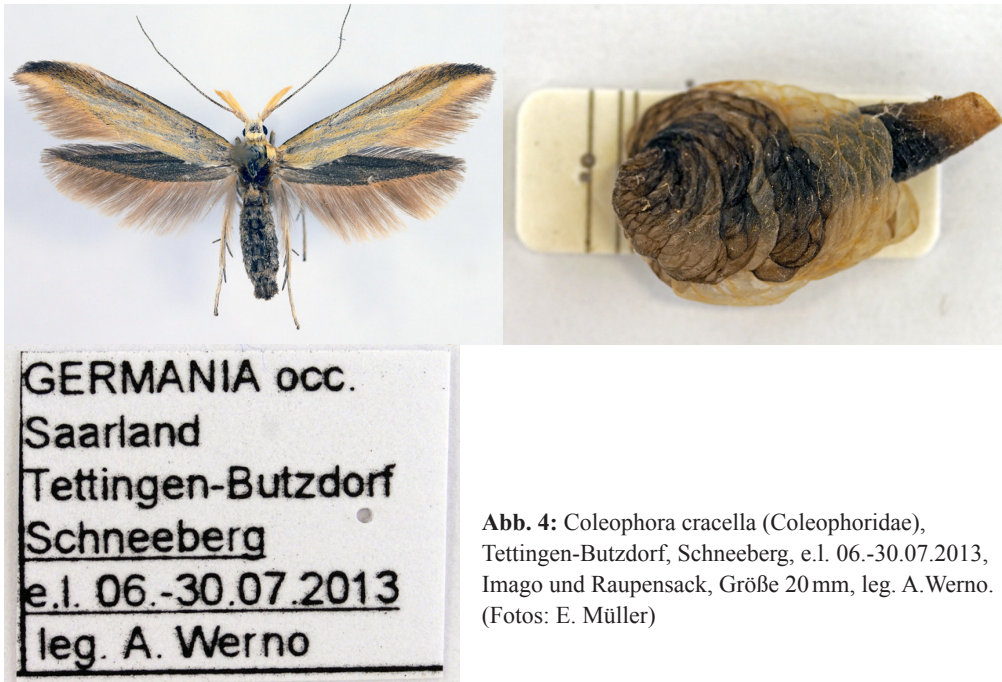 GERMANIA occ.
Saarland
Tettingen-Butzdorf
Schneeberg
e.l. 06.-30.07.2013
leg. A. Werno
Abb. 4: Coleophora cracella (Coleophoridae),
Tettingen-Butzdorf, Schneeberg, e.l. 06.-30.07.2013,
Imago und Raupensack, Größe 20 mm, leg. A.Werno.
(Fotos: E. Müller)